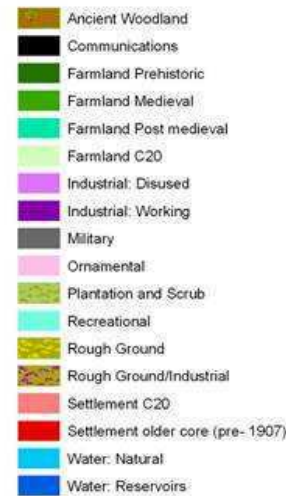 Ancient Woodland
Communications
Farmland Prehistoric
Farmland Medieval
Farmland Post medieval
Farmland C20
Industrial: Disused
Industrial: Working
Military
Ornamental
Plantation and Scrub
Recreational
Rough Ground
Rough Ground/Industrial
Settlement C20
Settlement older core (pre- 1907)
Water: Natural
Water: Reservoirs